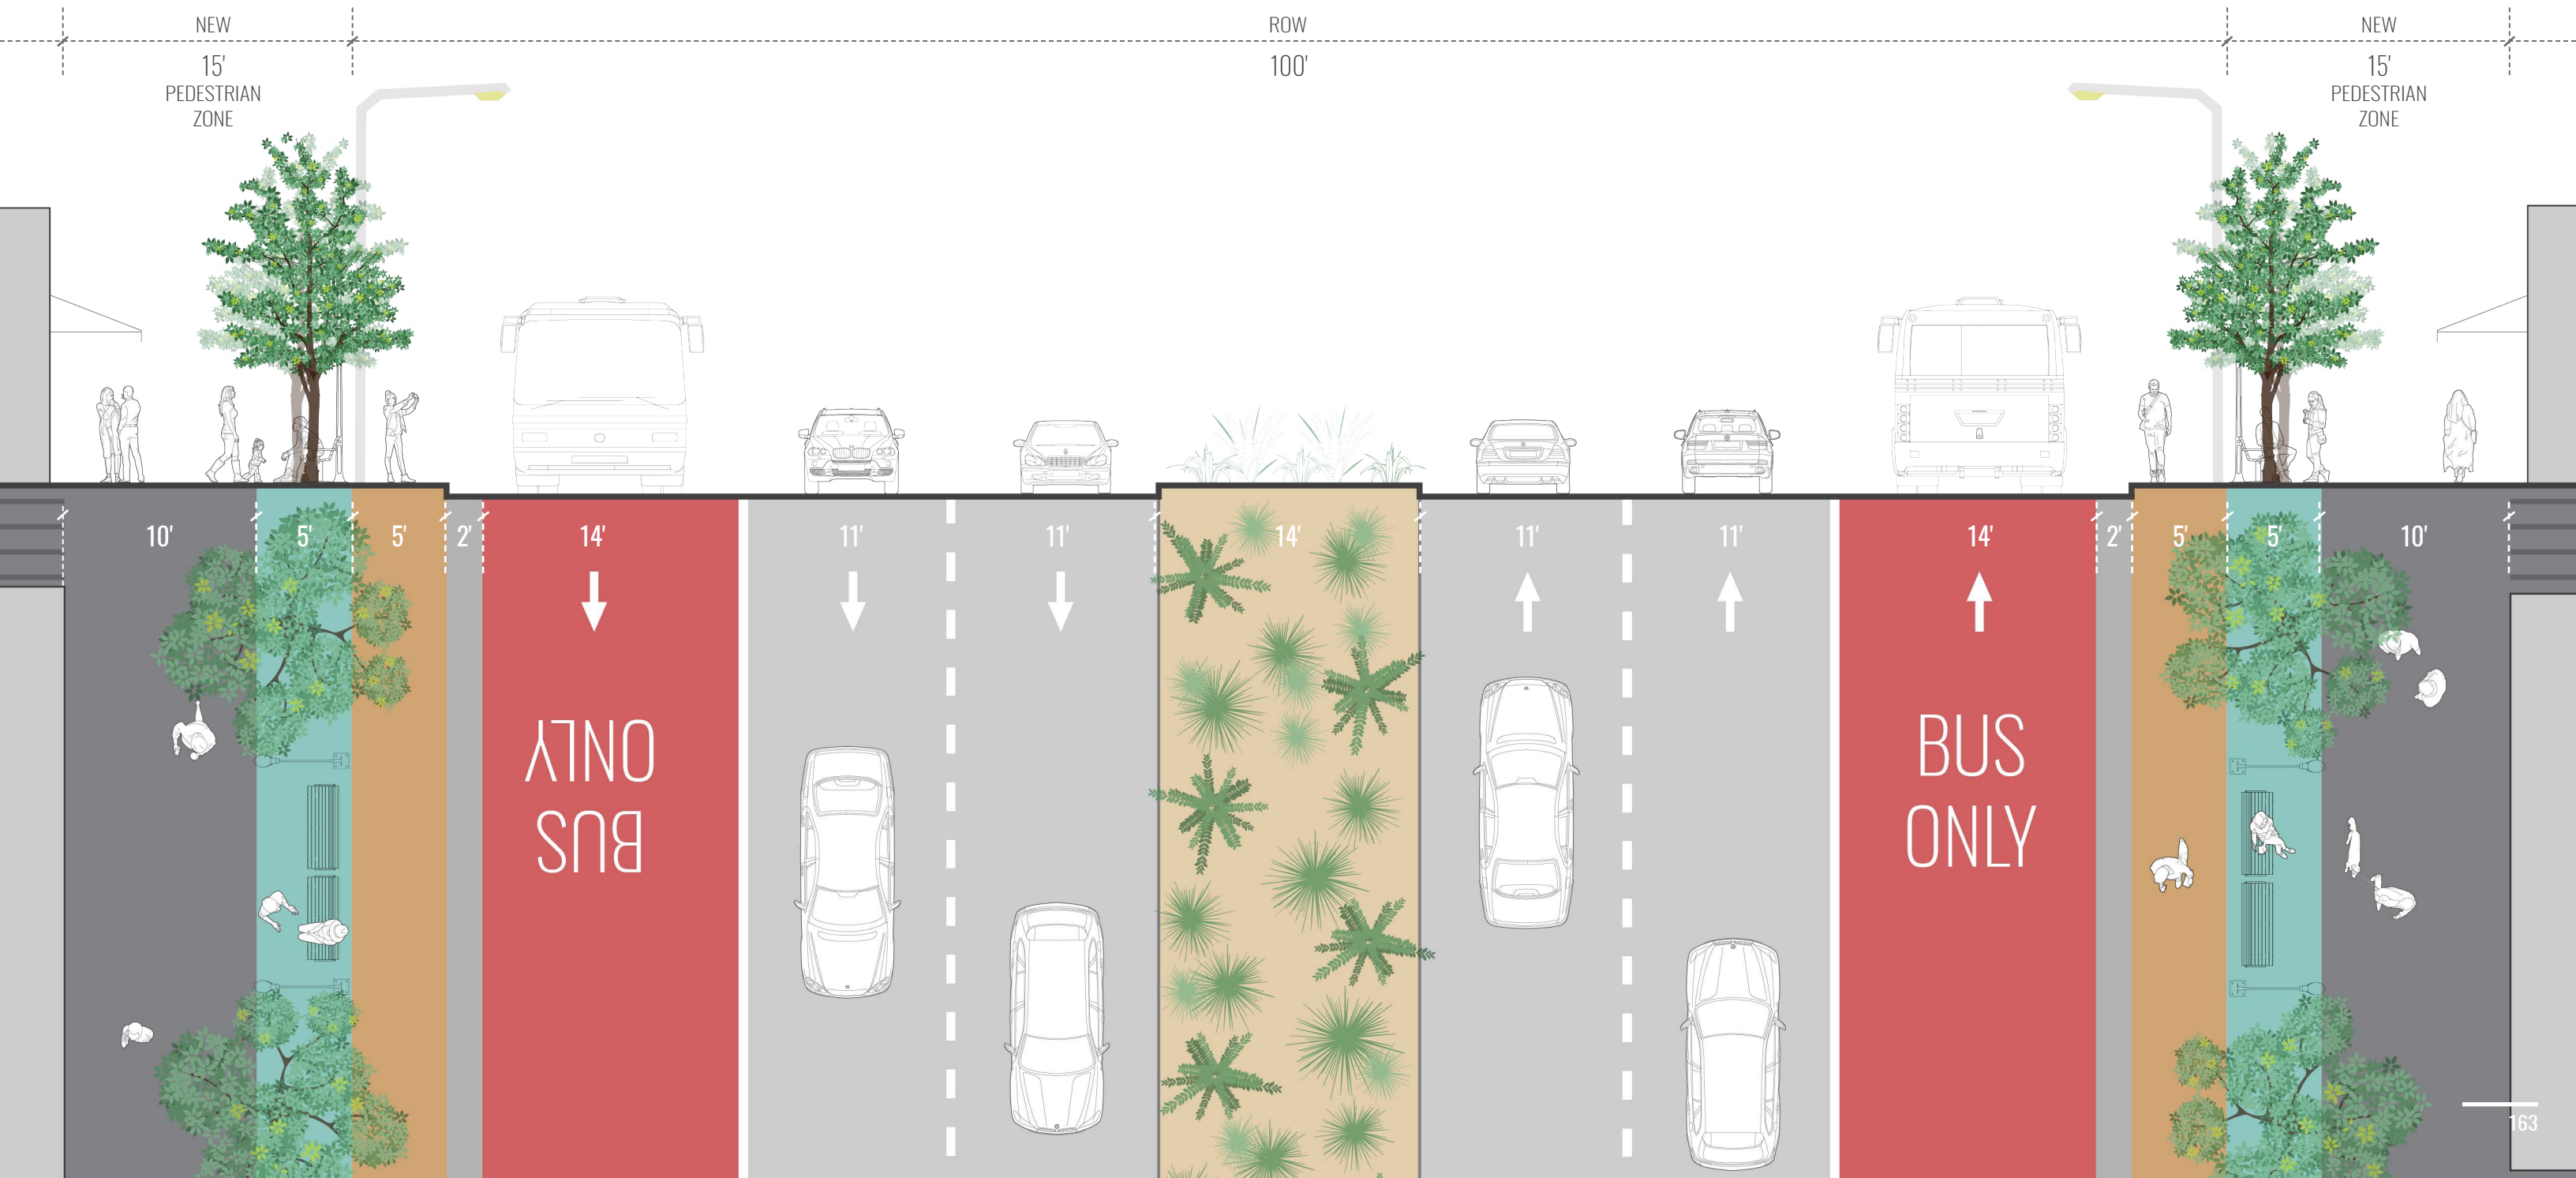 NEW
ROW
NEW
15'
100'
15'
PEDESTRIAN
PEDESTRIAN
ZONE
ZONE
10'
5'
5'
2'
14'
11'
11'
14'
11'
11'
14'
2'
5'
5'
10'
ONLY
BUS
BUS
ONLY
163